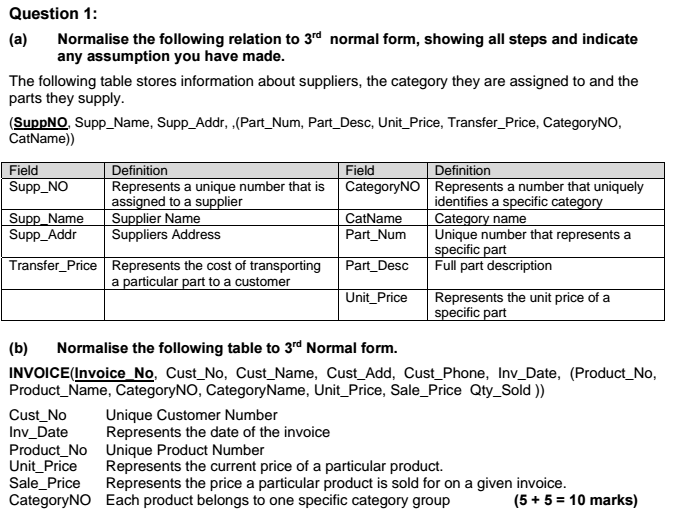 Question 1:
(a) Normalise the following relation to 3rd normal form, showing all steps and indicate
any assumption you have made.
The following table stores information about suppliers, the category they are assigned to and the
parts they supply.
(SuppNO, Supp_Name, Supp_Addr, ,(Part_Num, Part_Desc, Unit_Price, Transfer_Price, CategoryNO,
CatName))
Field Definition Field Definition
Supp_NO Represents a unique number that is assigned to a supplier CategoryNO Represents a number that uniquely identifies a specific category
Supp_Name Supplier Name CatName Category name
Supp_Addr Suppliers Address Part_Num Unique number that represents a specific part
Transfer_Price Represents the cost of transporting a particular part to a customer Part_Desc Full part description
Unit_Price Represents the unit price of a specific part
(b) Normalise the following table to 3rd Normal form.
INVOICE(Invoice_No, Cust_No, Cust_Name, Cust_Add, Cust_Phone, Inv_Date, (Product_No,
Product_Name, CategoryNO, CategoryName, Unit_Price, Sale_Price Qty_Sold ))
Cust_No Unique Customer Number
Inv_Date Represents the date of the invoice
Product_No Unique Product Number
Unit_Price Represents the current price of a particular product.
Sale_Price Represents the price a particular product is sold for on a given invoice.
CategoryNO Each product belongs to one specific category group (5 + 5 = 10 marks)